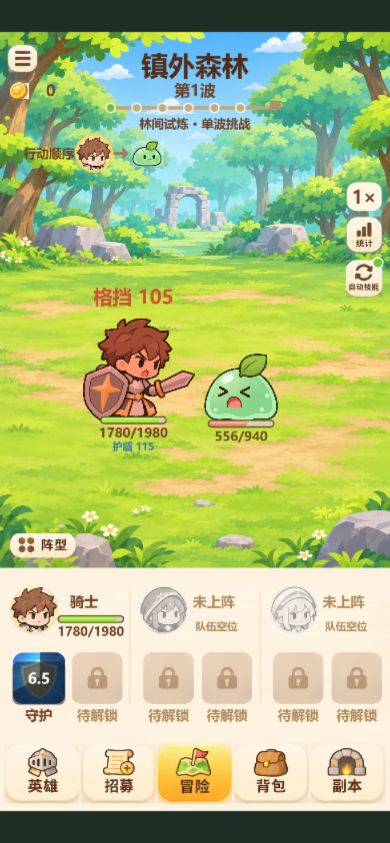 镇外森林
0
第1波
林间试炼·单波挑战
行动顺序
1×
统计
自动技能
格挡 105
1780/1980
护盾 115
556/940
阵型
骑士
1780/1980
未上阵
队伍空位
未上阵
队伍空位
6.5
守护
待解锁
待解锁
待解锁
待解锁
待解锁
英雄
招募
冒险
背包
副本